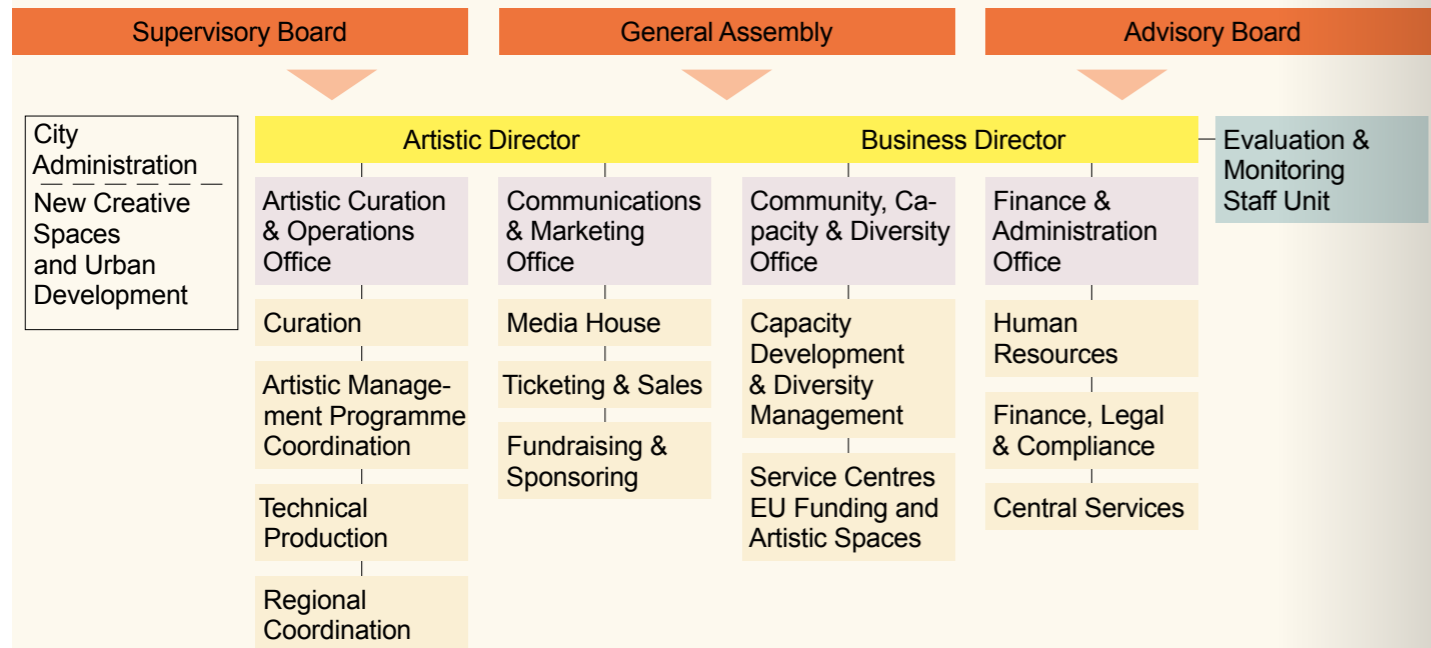 Supervisory Board
General Assembly
Advisory Board
City
Administration
New Creative
Spaces
and Urban
Development
Artistic Director
Business Director
Evaluation &
Monitoring
Staff Unit
Artistic Curation
& Operations
Office
Curation
Artistic Manage-
ment Programme
Coordination
Technical
Production
Regional
Coordination
Communications
& Marketing
Office
Media House
Ticketing & Sales
Fundraising &
Sponsoring
Community, Ca-
pacity & Diversity
Office
Capacity
Development
& Diversity
Management
Service Centres
EU Funding and
Artistic Spaces
Finance &
Administration
Office
Human
Resources
Finance, Legal
& Compliance
Central Services